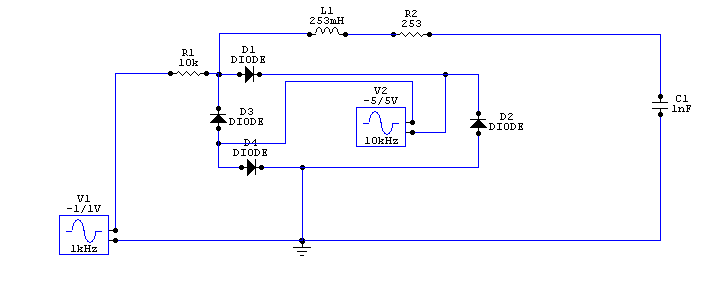 L1
253mH
R2
253
R1
10k
D1
DIODE
V2
-5/5V
10kHz
C1
1nF
D3
DIODE
D2
DIODE
D4
DIODE
V1
-1/1V
1kHz